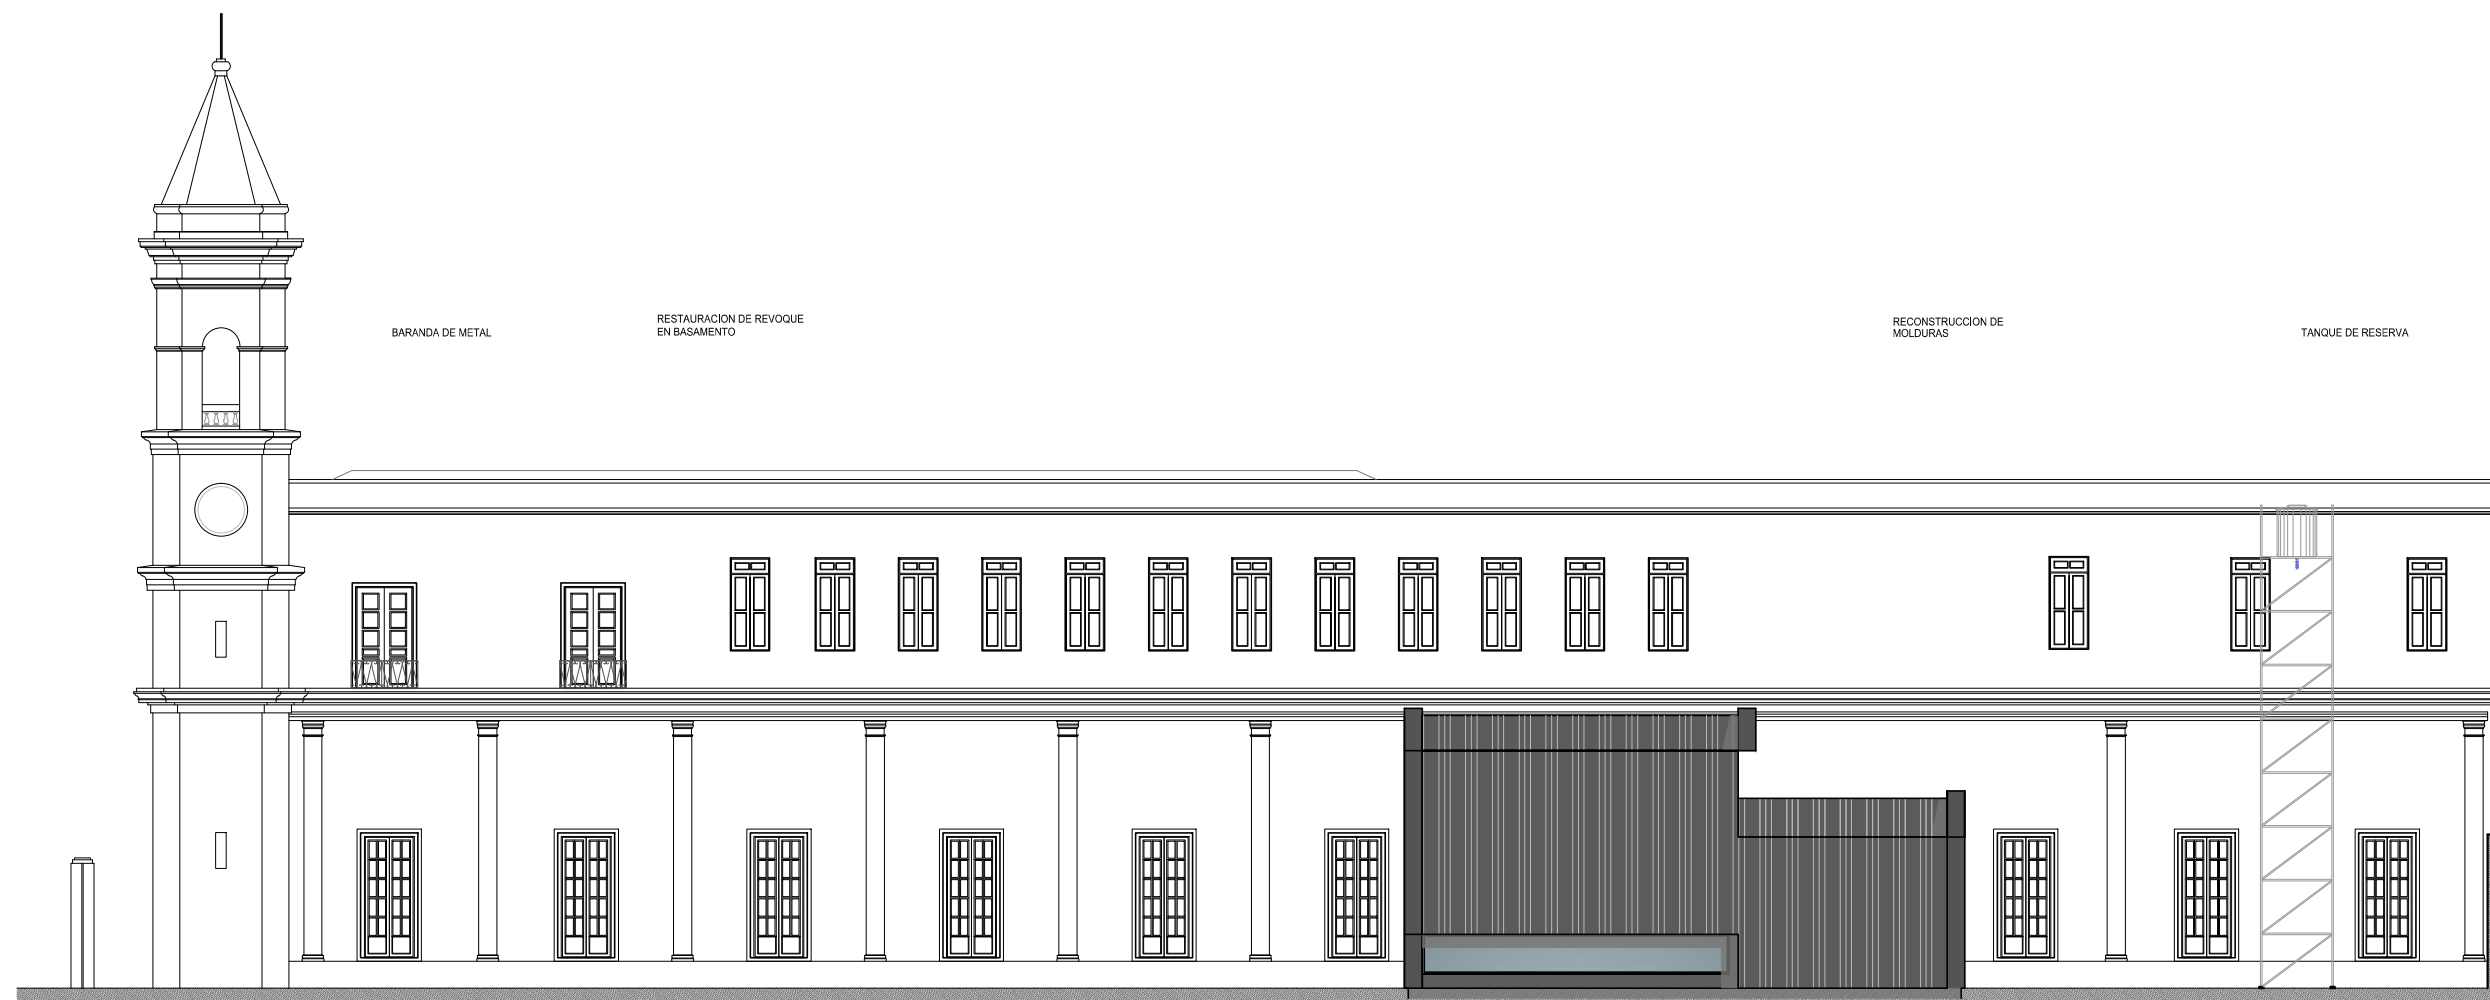 BARANDA DE METAL
RESTAURACION DE REVOQUE
EN BASAMENTO
RECONSTRUCCION DE
MOLDURAS
TANQUE DE RESERVA